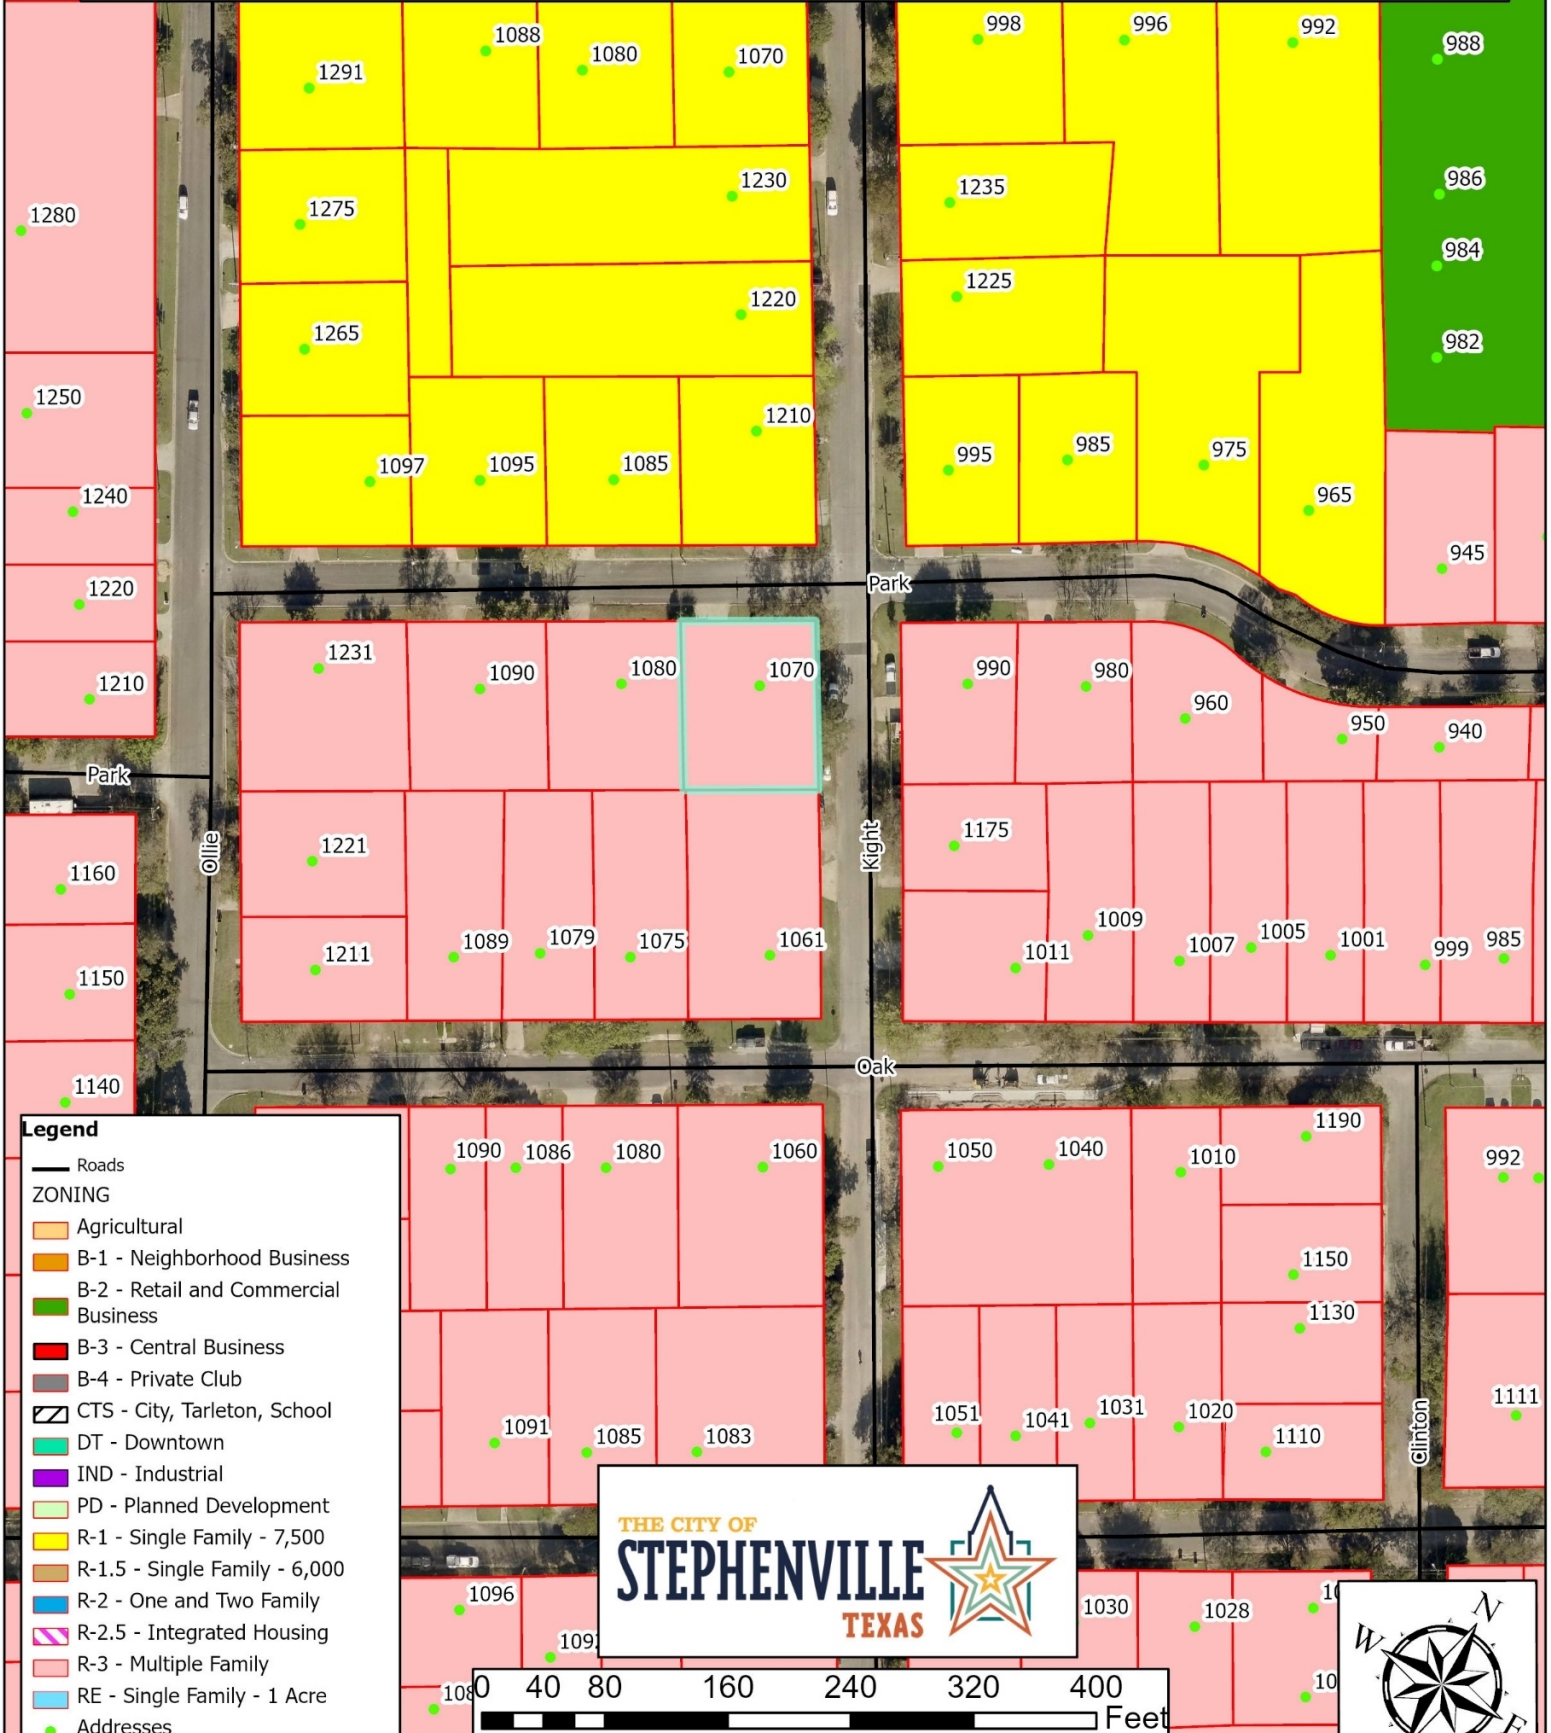 998
996
992
988
1088
1080
1070
1291
986
1230
1235
1275
1280
984
1225
1220
1265
982
1250
1210
1097
1095
1085
995
985
975
965
1240
945
1220
Park
1231
1090
1080
1070
990
980
960
950
940
1210
Park
Ollie
Kight
1175
1221
1160
1009
1005
1089
1079
1075
1061
1011
1007
1001
999
985
1211
1150
Oak
1140
1190
1090
1086
1080
1060
1050
1040
1010
992
1150
1130
1111
1051
1041
1031
1020
1110
Clinton
1091
1085
1083
Legend
Roads
ZONING
Agricultural
B-1 - Neighborhood Business
B-2 - Retail and Commercial
Business
B-3 - Central Business
B-4 - Private Club
CTS - City, Tarleton, School
DT - Downtown
IND - Industrial
PD - Planned Development
R-1 - Single Family - 7,500
R-1.5 - Single Family - 6,000
R-2 - One and Two Family
R-2.5 - Integrated Housing
R-3 - Multiple Family
RE - Single Family - 1 Acre
Addresses
THE CITY OF
STEPHENVILLE
TEXAS
1096
1030
1028
N
W
0 40 80 160 240 320 400
Feet